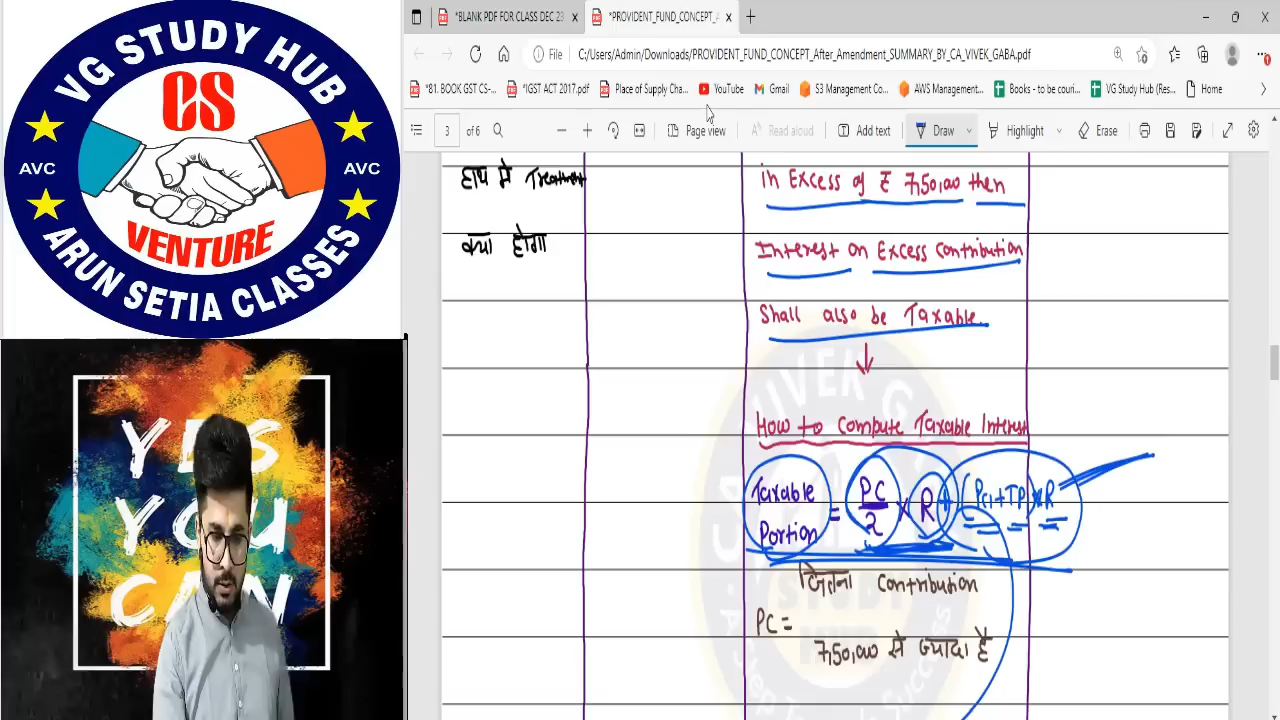 VG STUDY HUB
CS
AVC
AVC
VENTURE
ARUN SETIA CLASSES
YES
YOU
CAN
*BLANK PDF FOR CLASS DEC 23
*PROVIDENT_FUND_CONCEPT_A
File
C:/Users/Admin/Downloads/PROVIDENT_FUND_CONCEPT_After_Amendment_SUMMARY_BY_CA_VIVEK_GABA.pdf
*81. BOOK GST CS-...
*IGST ACT 2017.pdf
Place of Supply Cha...
YouTube
Gmail
S3 Management Co...
AWS Management...
Books - to be couri...
VG Study Hub (Res...
Home
3 of 6
Page view
Read aloud
Add text
Draw
Highlight
Erase
हाथ में Treatment
क्या होगा
in Excess of ₹ 7,50,000 then
Interest on Excess contribution
Shall also be Taxable.
How to compute Taxable Interest
Taxable Portion = PC/2 × R + (PC1+TP) × R
जितना Contribution
PC =
7,50,000 से ज्यादा है